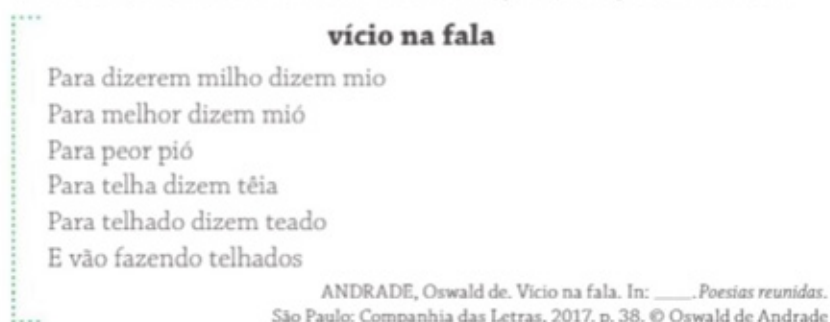 vício na fala
Para dizerem milho dizem mio
Para melhor dizem mió
Para peor pió
Para telha dizem têia
Para telhado dizem teado
E vão fazendo telhados
ANDRADE, Oswald de. Vício na fala. In: _____. Poesias reunidas.
São Paulo: Companhia das Letras, 2017. p. 38. © Oswald de Andrade